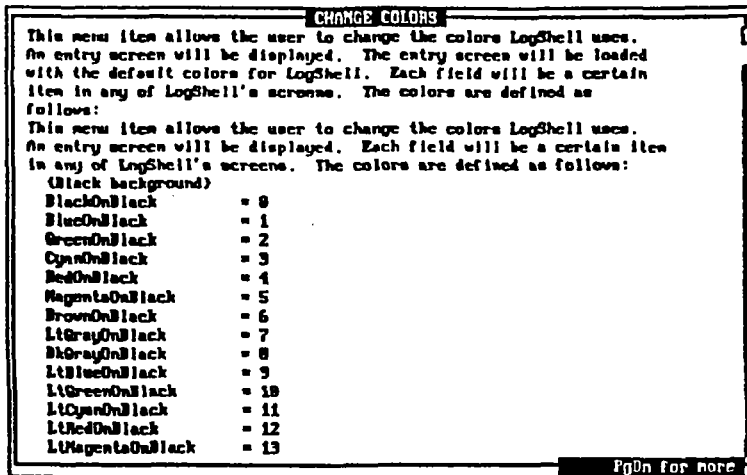 CHANGE COLORS
This menu item allows the user to change the colors LogShell uses.
An entry screen will be displayed. The entry screen will be loaded
with the default colors for LogShell. Each field will be a certain
item in any of LogShell's screens. The colors are defined as
follows:
This menu item allows the user to change the colors LogShell uses.
An entry screen will be displayed. Each field will be a certain item
in any of LogShell's screens. The colors are defined as follows:
(Black background)
BlackOnBlack = 0
BlueOnBlack = 1
GreenOnBlack = 2
CyanOnBlack = 3
RedOnBlack = 4
MagentaOnBlack = 5
BrownOnBlack = 6
LtGrayOnBlack = 7
DkGrayOnBlack = 8
LtBlueOnBlack = 9
LtGreenOnBlack = 10
LtCyanOnBlack = 11
LtRedOnBlack = 12
LtMagentaOnBlack = 13
PgDn for more